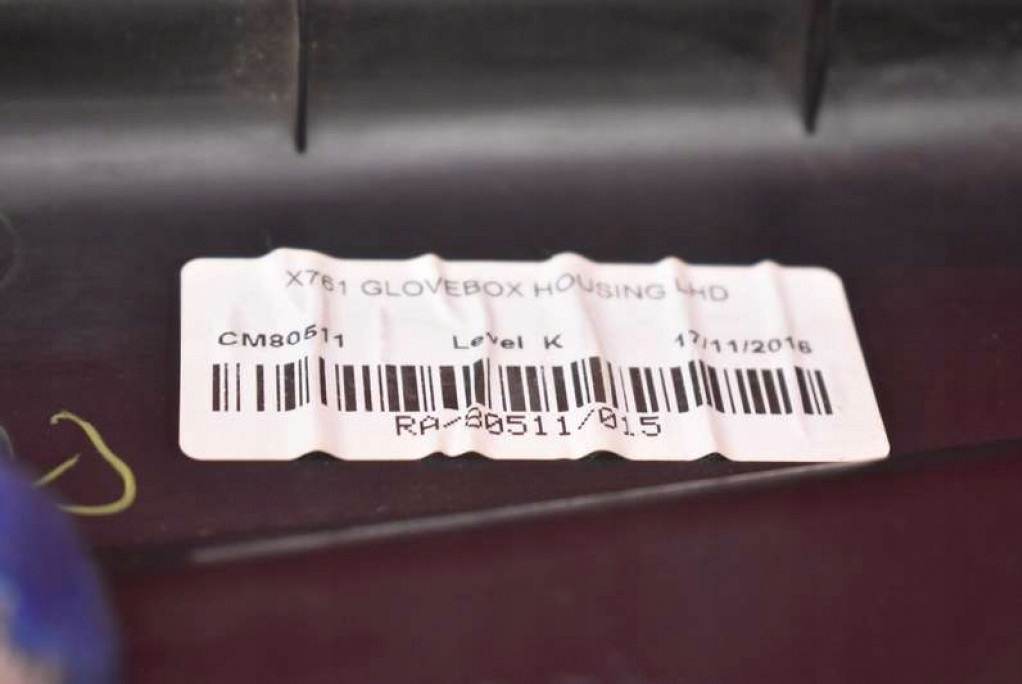 X761 GLOVEBOX HOUSING LHD
CM80511 Level K 17/11/2016
RA-80511/015